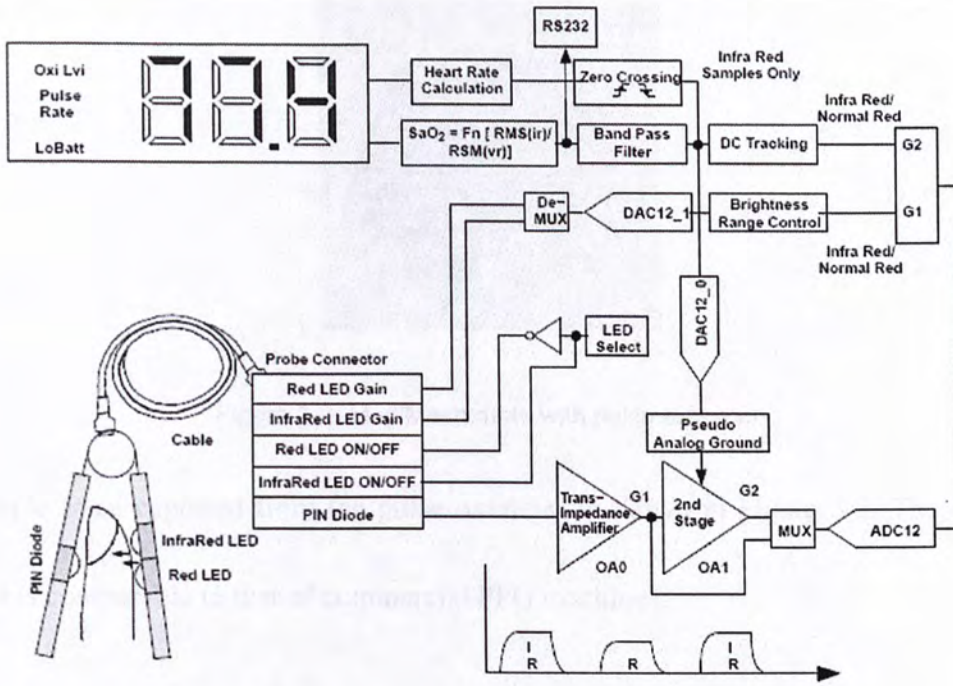 RS232
Oxi Lvi
Pulse
Rate
LoBatt
Heart Rate
Calculation
Zero Crossing
Infra Red
Samples Only
SaO2 = Fn [ RMS(ir)/
RSM(vr)]
Band Pass
Filter
DC Tracking
Infra Red/
Normal Red
G2
G1
De-
MUX
DAC12_1
Brightness
Range Control
Infra Red/
Normal Red
DAC12_0
LED
Select
Probe Connector
Red LED Gain
InfraRed LED Gain
Red LED ON/OFF
InfraRed LED ON/OFF
PIN Diode
Cable
PIN Diode
InfraRed LED
Red LED
Pseudo
Analog Ground
Trans-
Impedance
Amplifier
G1
OA0
2nd
Stage
G2
OA1
MUX
ADC12
I
R
R
I
R